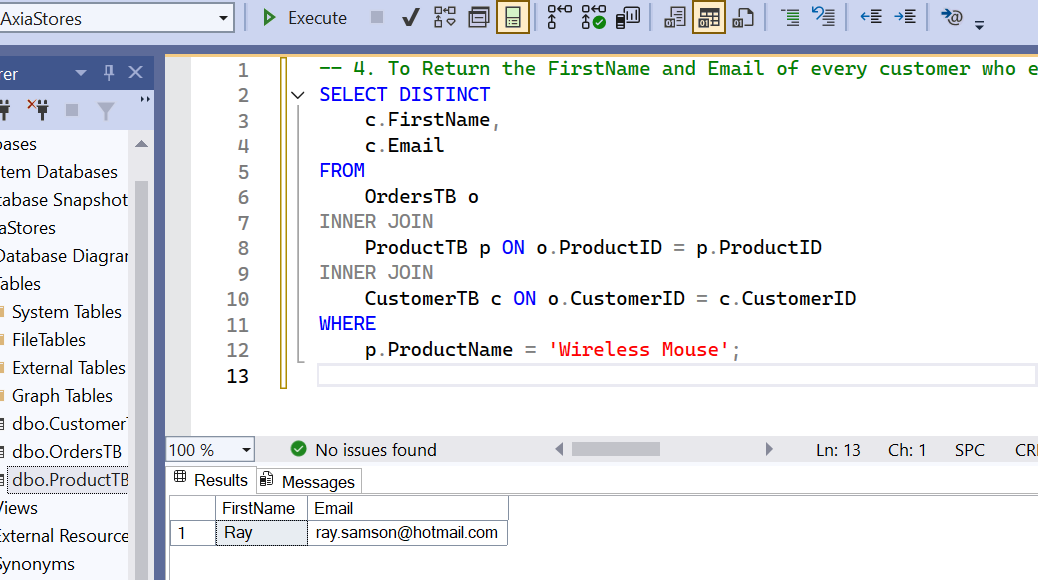 AxiaStores
Execute
rer
bases
tem Databases
tabase Snapshot
aStores
Database Diagrar
ables
System Tables
FileTables
External Tables
Graph Tables
dbo.Customer
dbo.OrdersTB
dbo.ProductTB
Views
External Resource
Synonyms
1 -- 4. To Return the FirstName and Email of every customer who e
2 SELECT DISTINCT
3 c.FirstName,
4 c.Email
5 FROM
6 OrdersTB o
7 INNER JOIN
8 ProductTB p ON o.ProductID = p.ProductID
9 INNER JOIN
10 CustomerTB c ON o.CustomerID = c.CustomerID
11 WHERE
12 p.ProductName = 'Wireless Mouse';
13
100 % No issues found Ln: 13 Ch: 1 SPC CR
Results Messages
FirstName Email
1 Ray ray.samson@hotmail.com